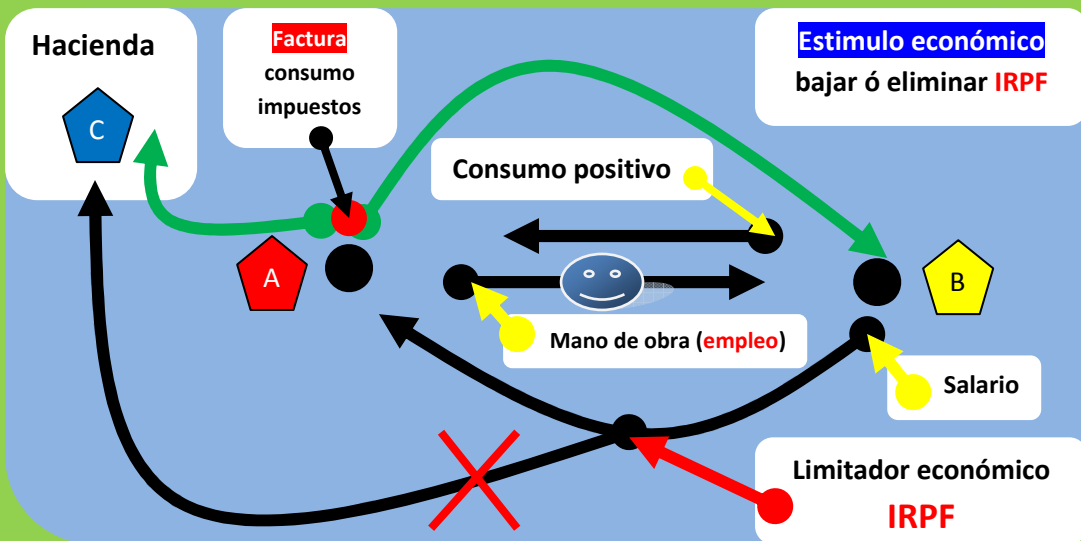 Hacienda
C
Factura
consumo
impuestos
Estimulo económico
bajar ó eliminar IRPF
Consumo positivo
A
B
Mano de obra (empleo)
Salario
Limitador económico
IRPF